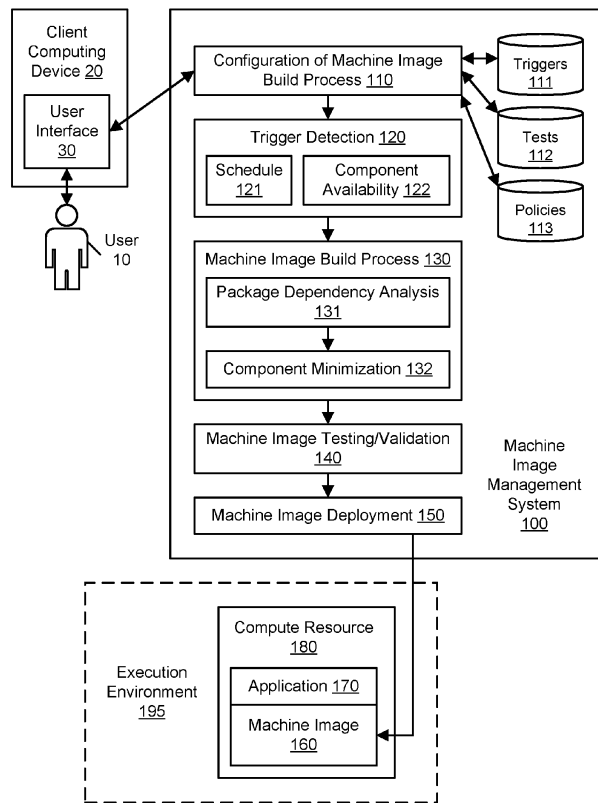 Client
Computing
Device 20
User
Interface
30
User
10
Configuration of Machine Image
Build Process 110
Triggers
111
Tests
112
Policies
113
Trigger Detection 120
Schedule
121
Component
Availability 122
Machine Image Build Process 130
Package Dependency Analysis
131
Component Minimization 132
Machine Image Testing/Validation
140
Machine Image Deployment 150
Machine
Image
Management
System
100
Execution
Environment
195
Compute Resource
180
Application 170
Machine Image
160